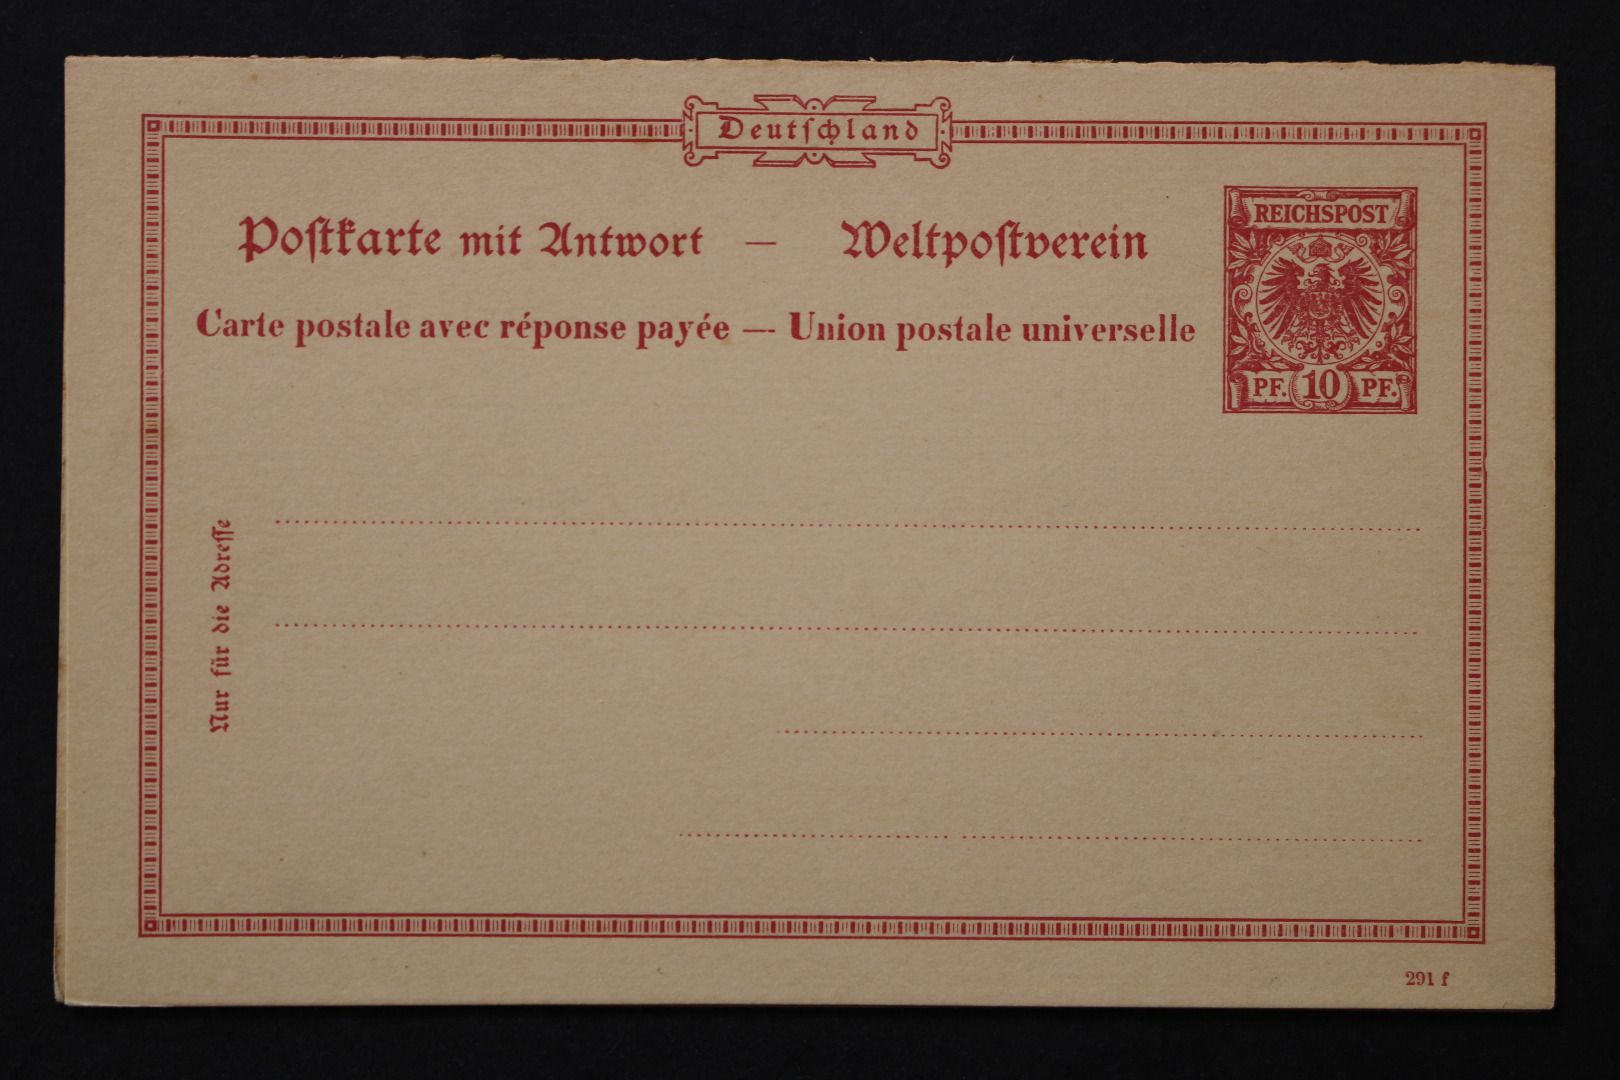 Deutſchland
Poſtkarte mit Antwort — Weltpoſtverein
REICHSPOST
Carte postale avec réponse payée — Union postale universelle
PF. 10 PF.
Nur für die Adreſſe
291 f